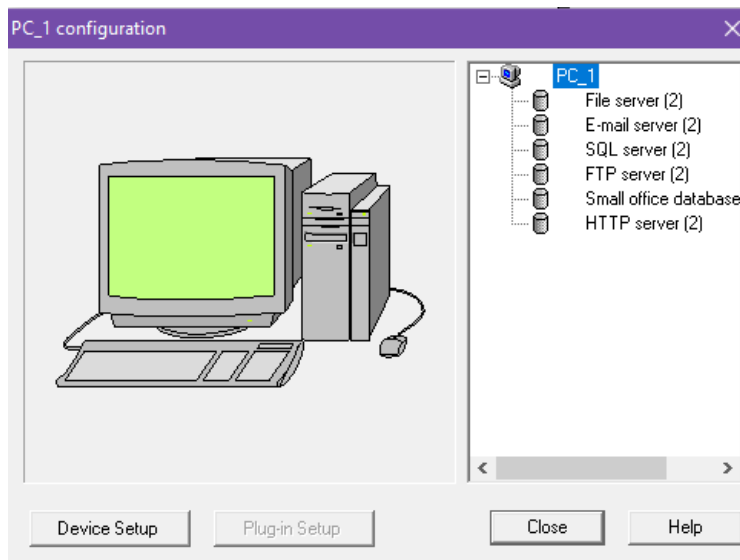 PC_1 configuration
PC_1
File server (2)
E-mail server (2)
SQL server (2)
FTP server (2)
Small office database
HTTP server (2)
Device Setup
Plug-in Setup
Close
Help